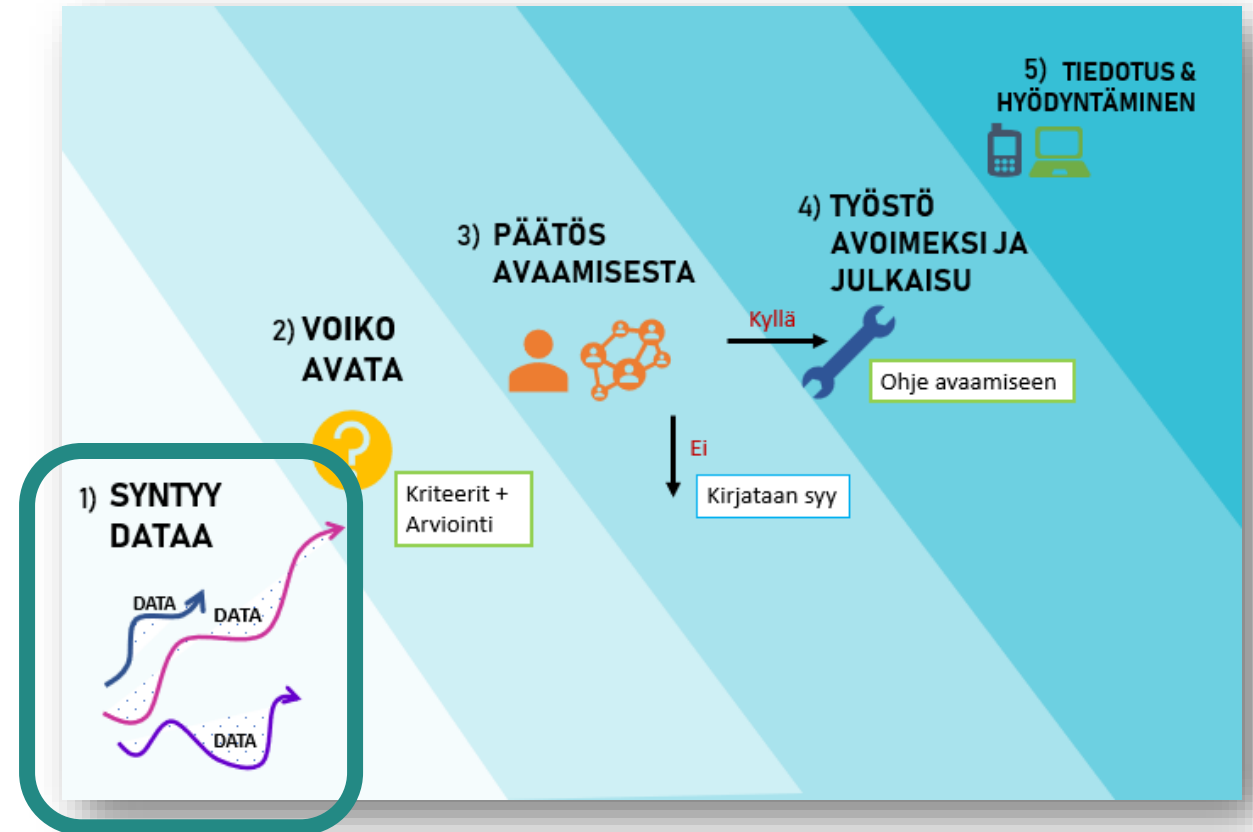 1) SYNTYY
DATAA
DATA
DATA
DATA
2) VOIKO
AVATA
Kriteerit +
Arviointi
3) PÄÄTÖS
AVAAMISESTA
Kyllä
Ei
Kirjataan syy
4) TYÖSTÖ
AVOIMEKSI JA
JULKAISU
Ohje avaamiseen
5) TIEDOTUS &
HYÖDYNTÄMINEN